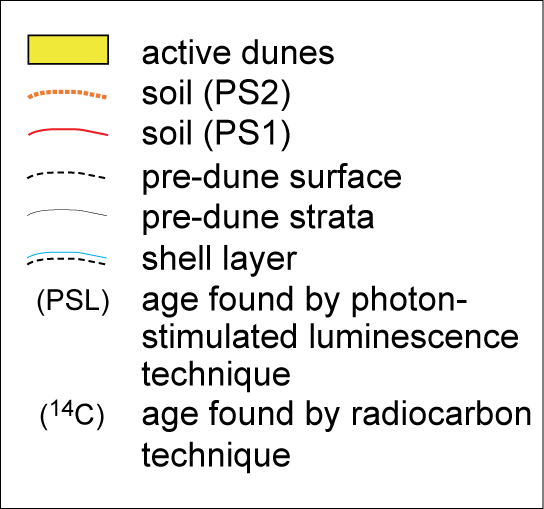 active dunes
soil (PS2)
soil (PS1)
pre-dune surface
pre-dune strata
shell layer
(PSL) age found by photon-
stimulated luminescence
technique
(¹⁴C) age found by radiocarbon
technique